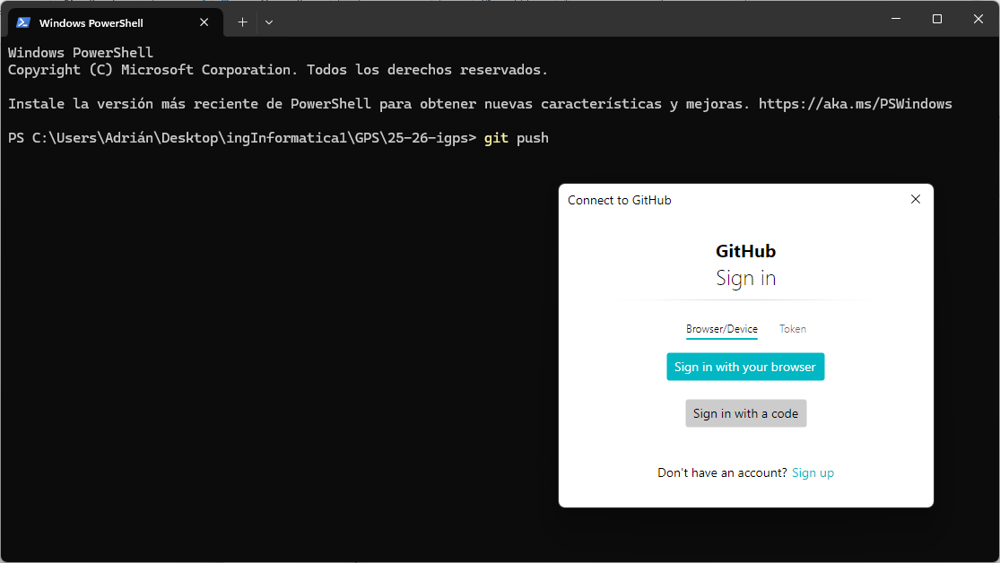 Windows PowerShell
Windows PowerShell
Copyright (C) Microsoft Corporation. Todos los derechos reservados.
Instale la versión más reciente de PowerShell para obtener nuevas características y mejoras. https://aka.ms/PSWindows
PS C:\Users\Adrián\Desktop\ingInformatica1\GPS\25-26-igps> git push
Connect to GitHub
GitHub
Sign in
Browser/Device Token
Sign in with your browser
Sign in with a code
Don't have an account? Sign up